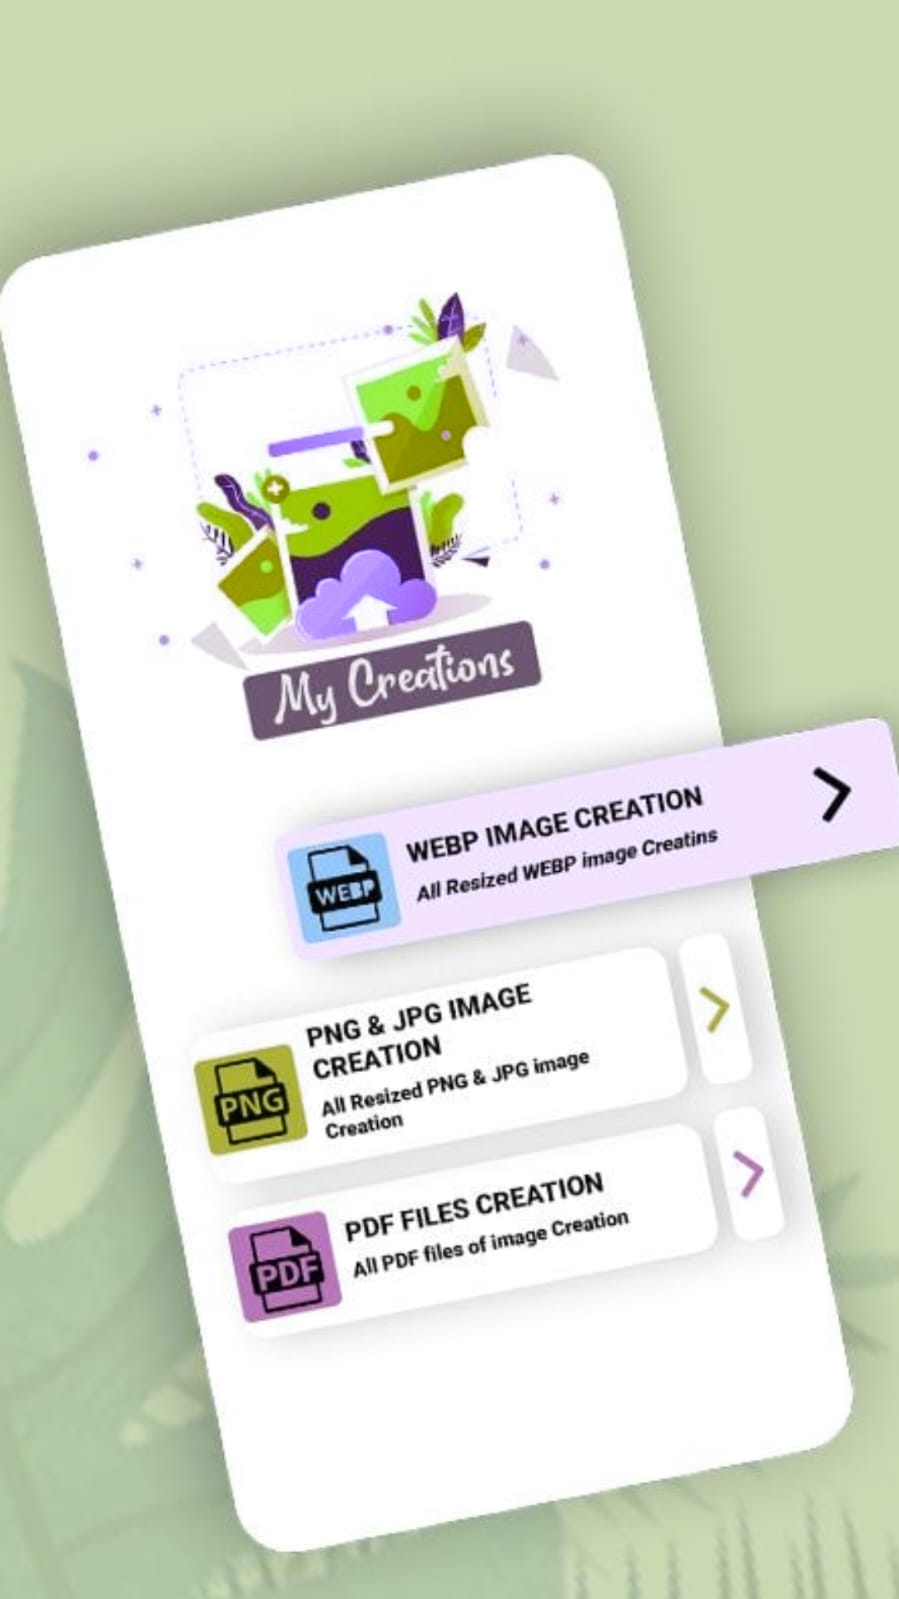 My Creations
WEBP IMAGE CREATION
All Resized WEBP image Creatins
WEBP
PNG & JPG IMAGE
CREATION
All Resized PNG & JPG image
Creation
PNG
PDF FILES CREATION
All PDF files of image Creation
PDF